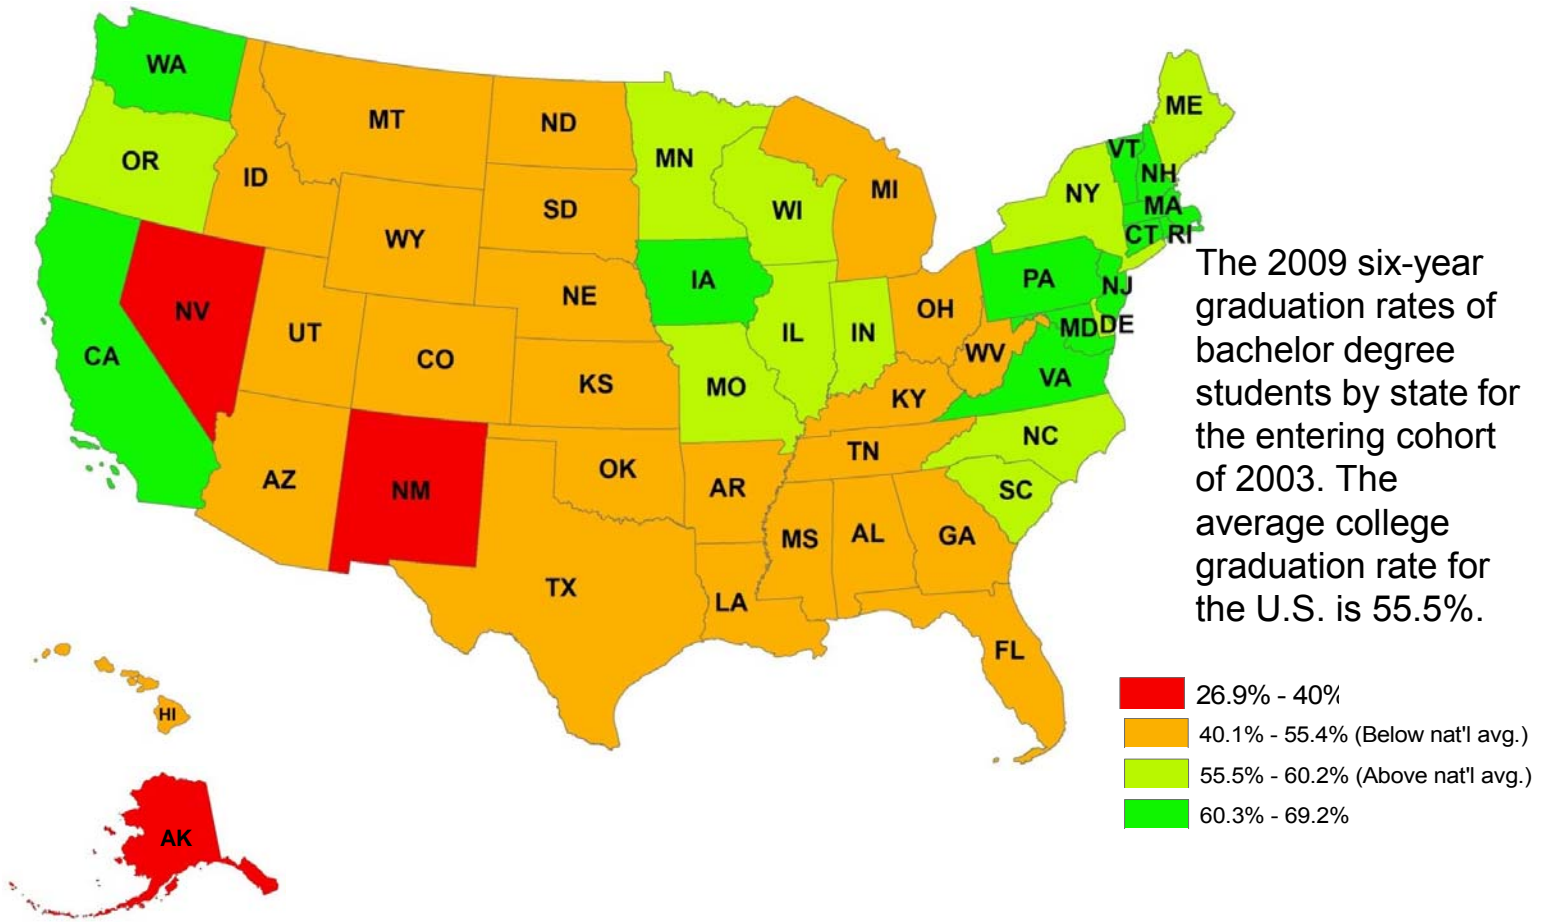 WA
MT
ND
MN
ME
OR
ID
SD
WI
MI
VT
NH
NY
MA
WY
CT RI
IA
PA
NJ
NE
NV
UT
OH
IL
IN
MD DE
CA
CO
WV
KS
MO
KY
VA
TN
NC
AZ
NM
OK
AR
SC
MS
AL
GA
TX
LA
FL
HI
AK
The 2009 six-year
graduation rates of
bachelor degree
students by state for
the entering cohort
of 2003. The
average college
graduation rate for
the U.S. is 55.5%.
26.9% - 40%
40.1% - 55.4% (Below nat'l avg.)
55.5% - 60.2% (Above nat'l avg.)
60.3% - 69.2%